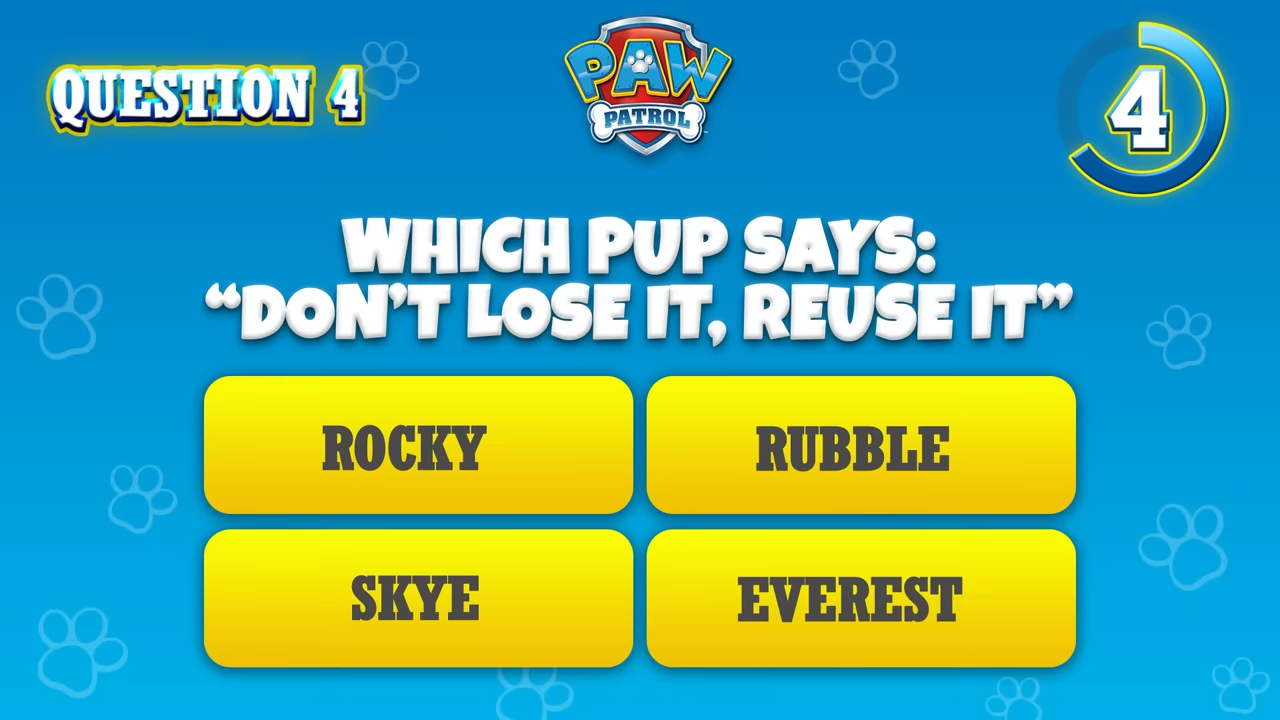 QUESTION 4
PAW
PATROL
4
WHICH PUP SAYS:
“DON’T LOSE IT, REUSE IT”
ROCKY
RUBBLE
SKYE
EVEREST